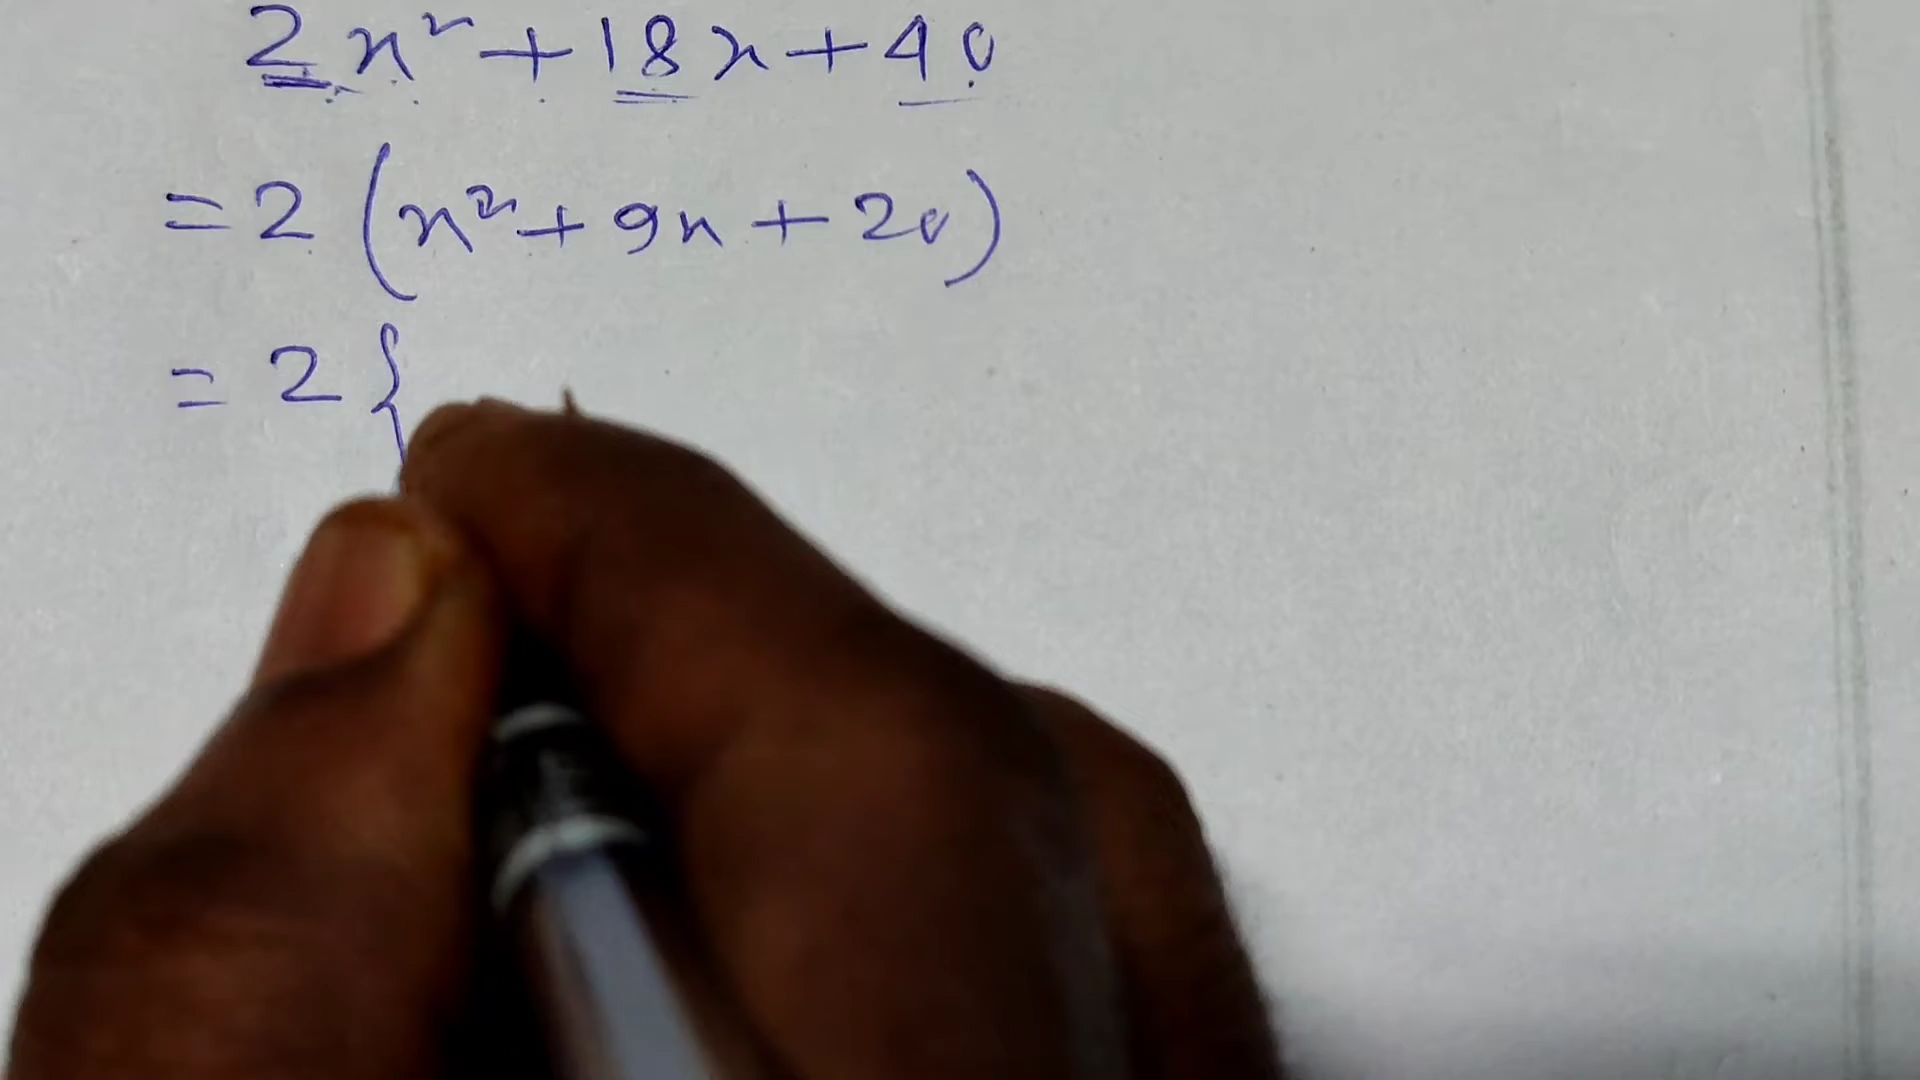 2x² + 18x + 40
= 2 (x² + 9x + 20)
= 2 {